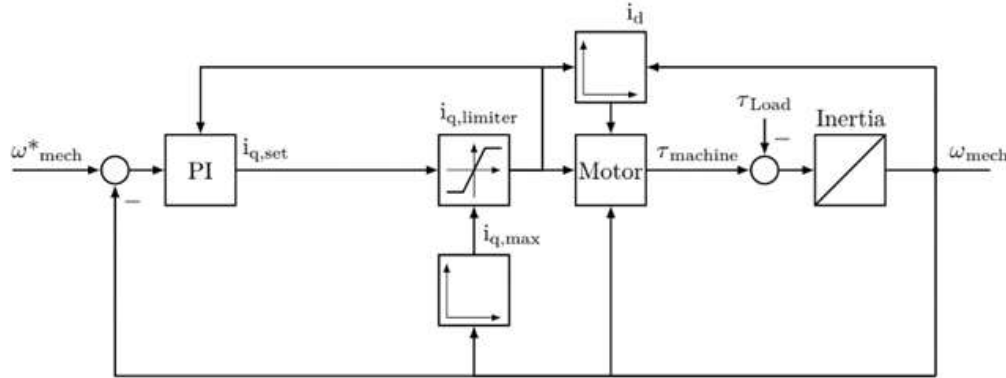 i_d
i_q,limiter
τ_Load
Inertia
ω*_mech
PI
i_q,set
Motor
τ_machine
ω_mech
−
−
i_q,max